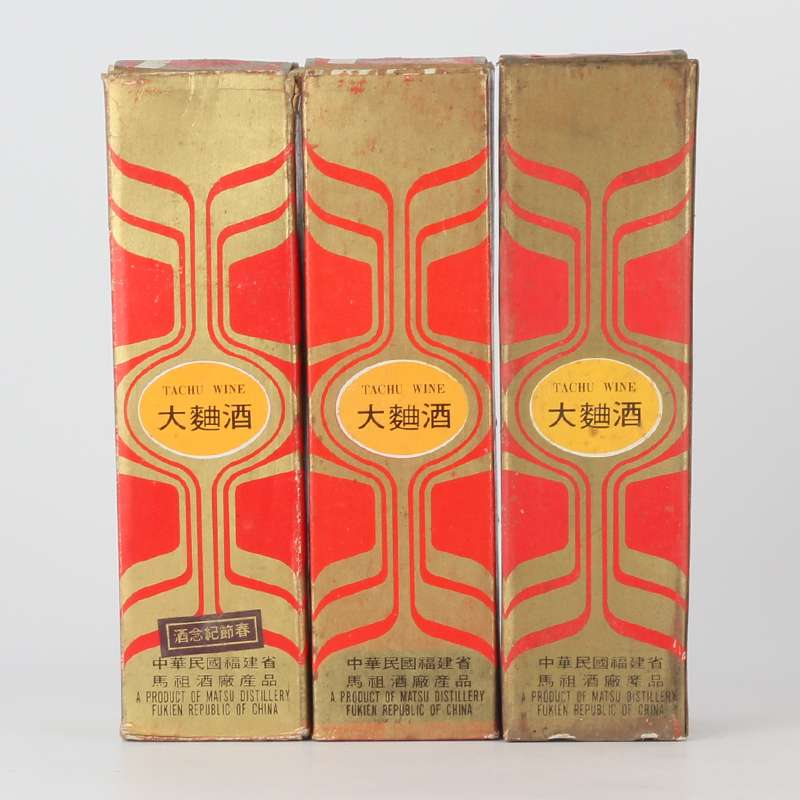 TACHU WINE
大麯酒
酒念紀節春
中華民國福建省
馬祖酒廠産品
A PRODUCT OF MATSU DISTILLERY
FUKIEN REPUBLIC OF CHINA
TACHU WINE
大麯酒
中華民國福建省
馬祖酒廠産品
A PRODUCT OF MATSU DISTILLERY
FUKIEN REPUBLIC OF CHINA
TACHU WINE
大麯酒
中華民國福建省
馬祖酒廠産品
A PRODUCT OF MATSU DISTILLERY
FUKIEN REPUBLIC OF CHINA